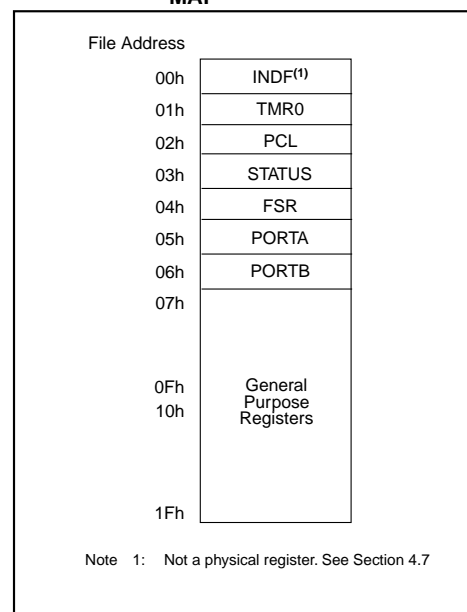 MAP
File Address
00h INDF(1)
01h TMR0
02h PCL
03h STATUS
04h FSR
05h PORTA
06h PORTB
07h
0Fh General
Purpose
10h Registers
1Fh
Note 1: Not a physical register. See Section 4.7